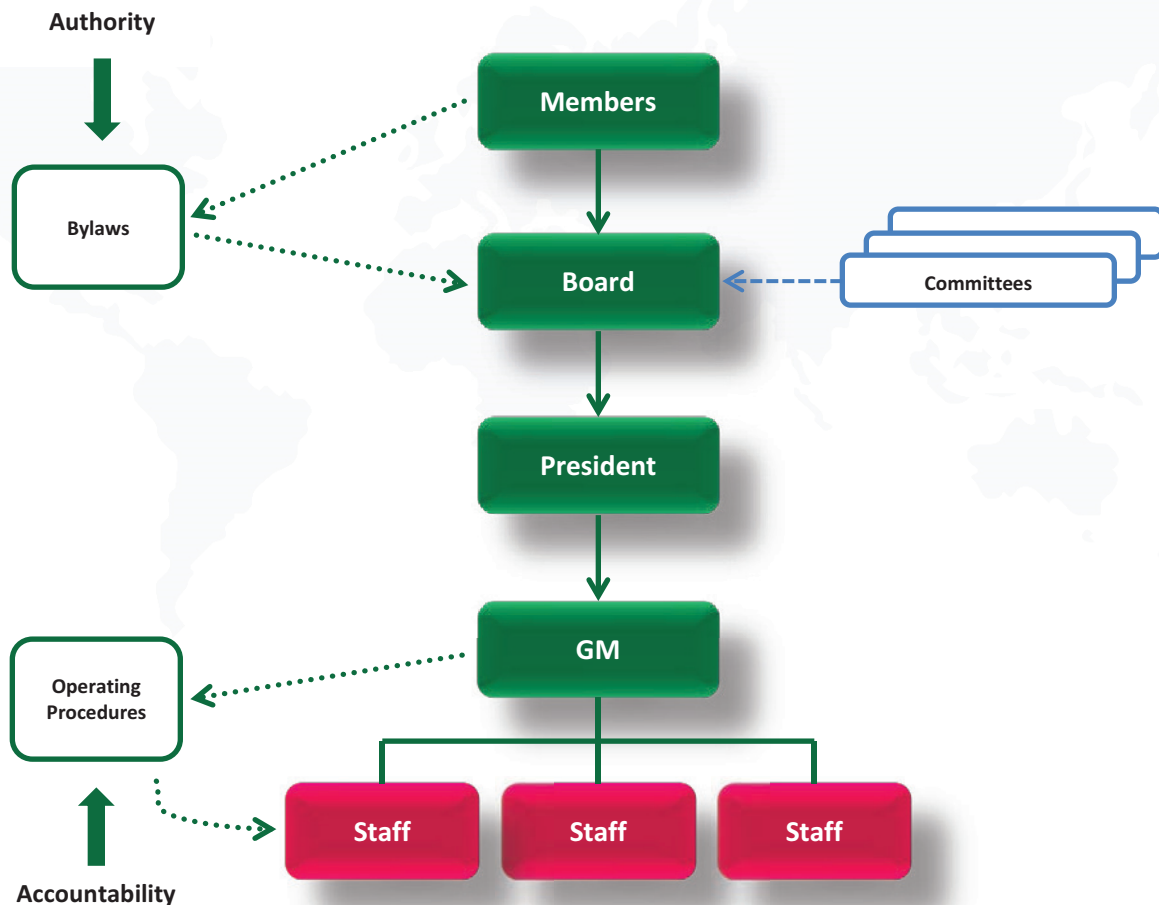 Authority
Members
Bylaws
Board
Committees
President
GM
Operating
Procedures
Staff
Staff
Staff
Accountability